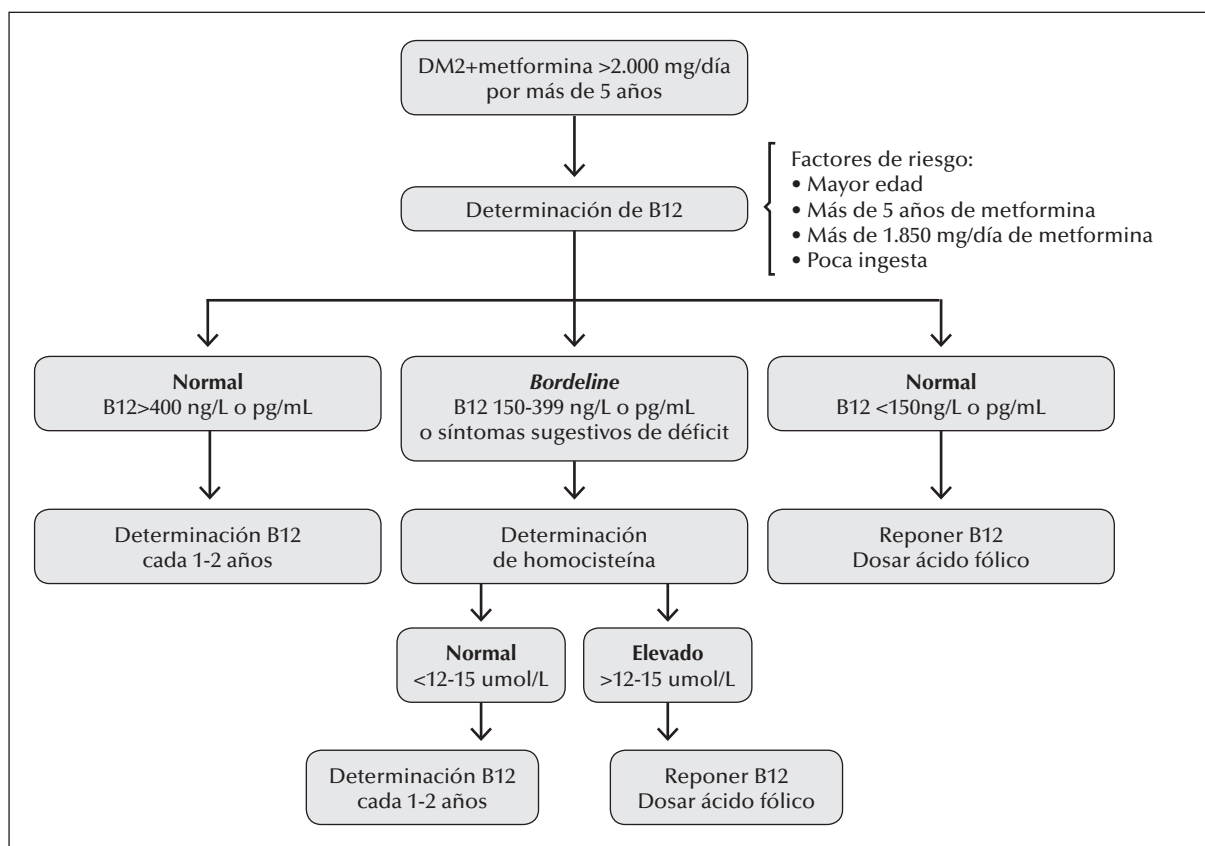 DM2+metformina >2.000 mg/día
por más de 5 años
Determinación de B12
Factores de riesgo:
• Mayor edad
• Más de 5 años de metformina
• Más de 1.850 mg/día de metformina
• Poca ingesta
Normal
B12>400 ng/L o pg/mL
Bordeline
B12 150-399 ng/L o pg/mL
o síntomas sugestivos de déficit
Normal
B12 <150ng/L o pg/mL
Determinación B12
cada 1-2 años
Determinación
de homocisteína
Reponer B12
Dosar ácido fólico
Normal
<12-15 umol/L
Elevado
>12-15 umol/L
Determinación B12
cada 1-2 años
Reponer B12
Dosar ácido fólico